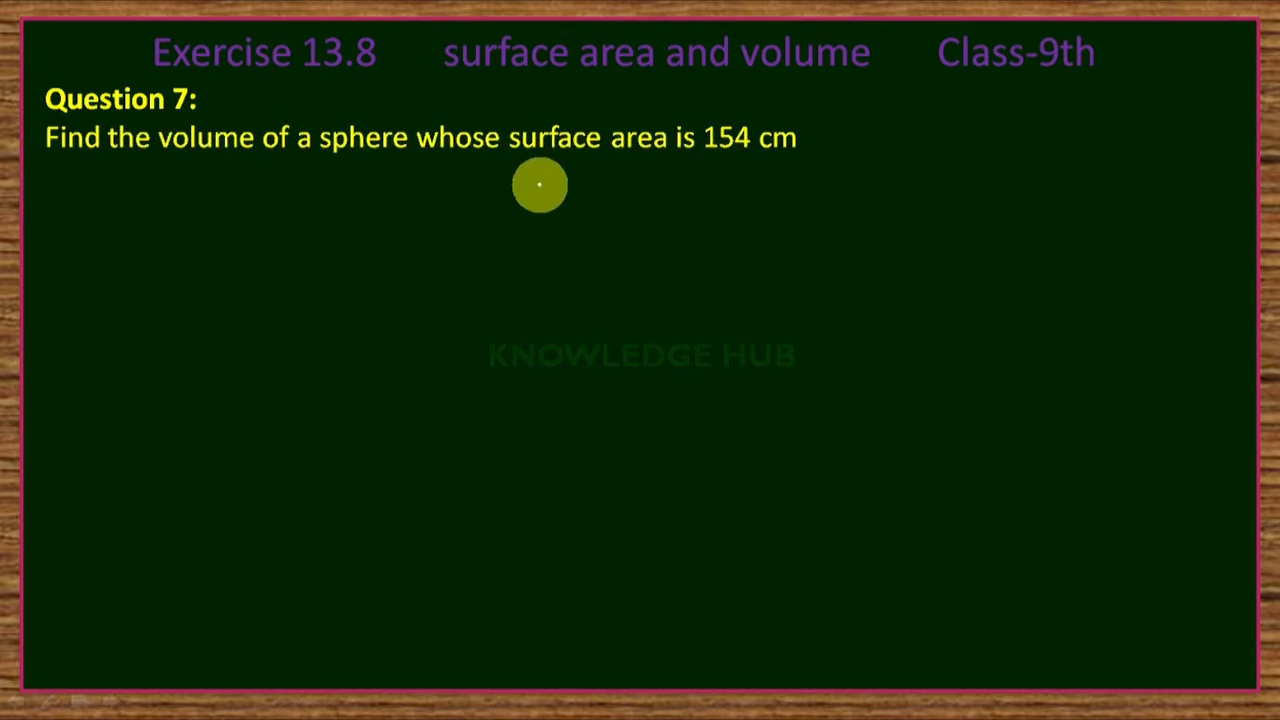 Exercise 13.8 surface area and volume Class-9th
Question 7:
Find the volume of a sphere whose surface area is 154 cm
KNOWLEDGE HUB